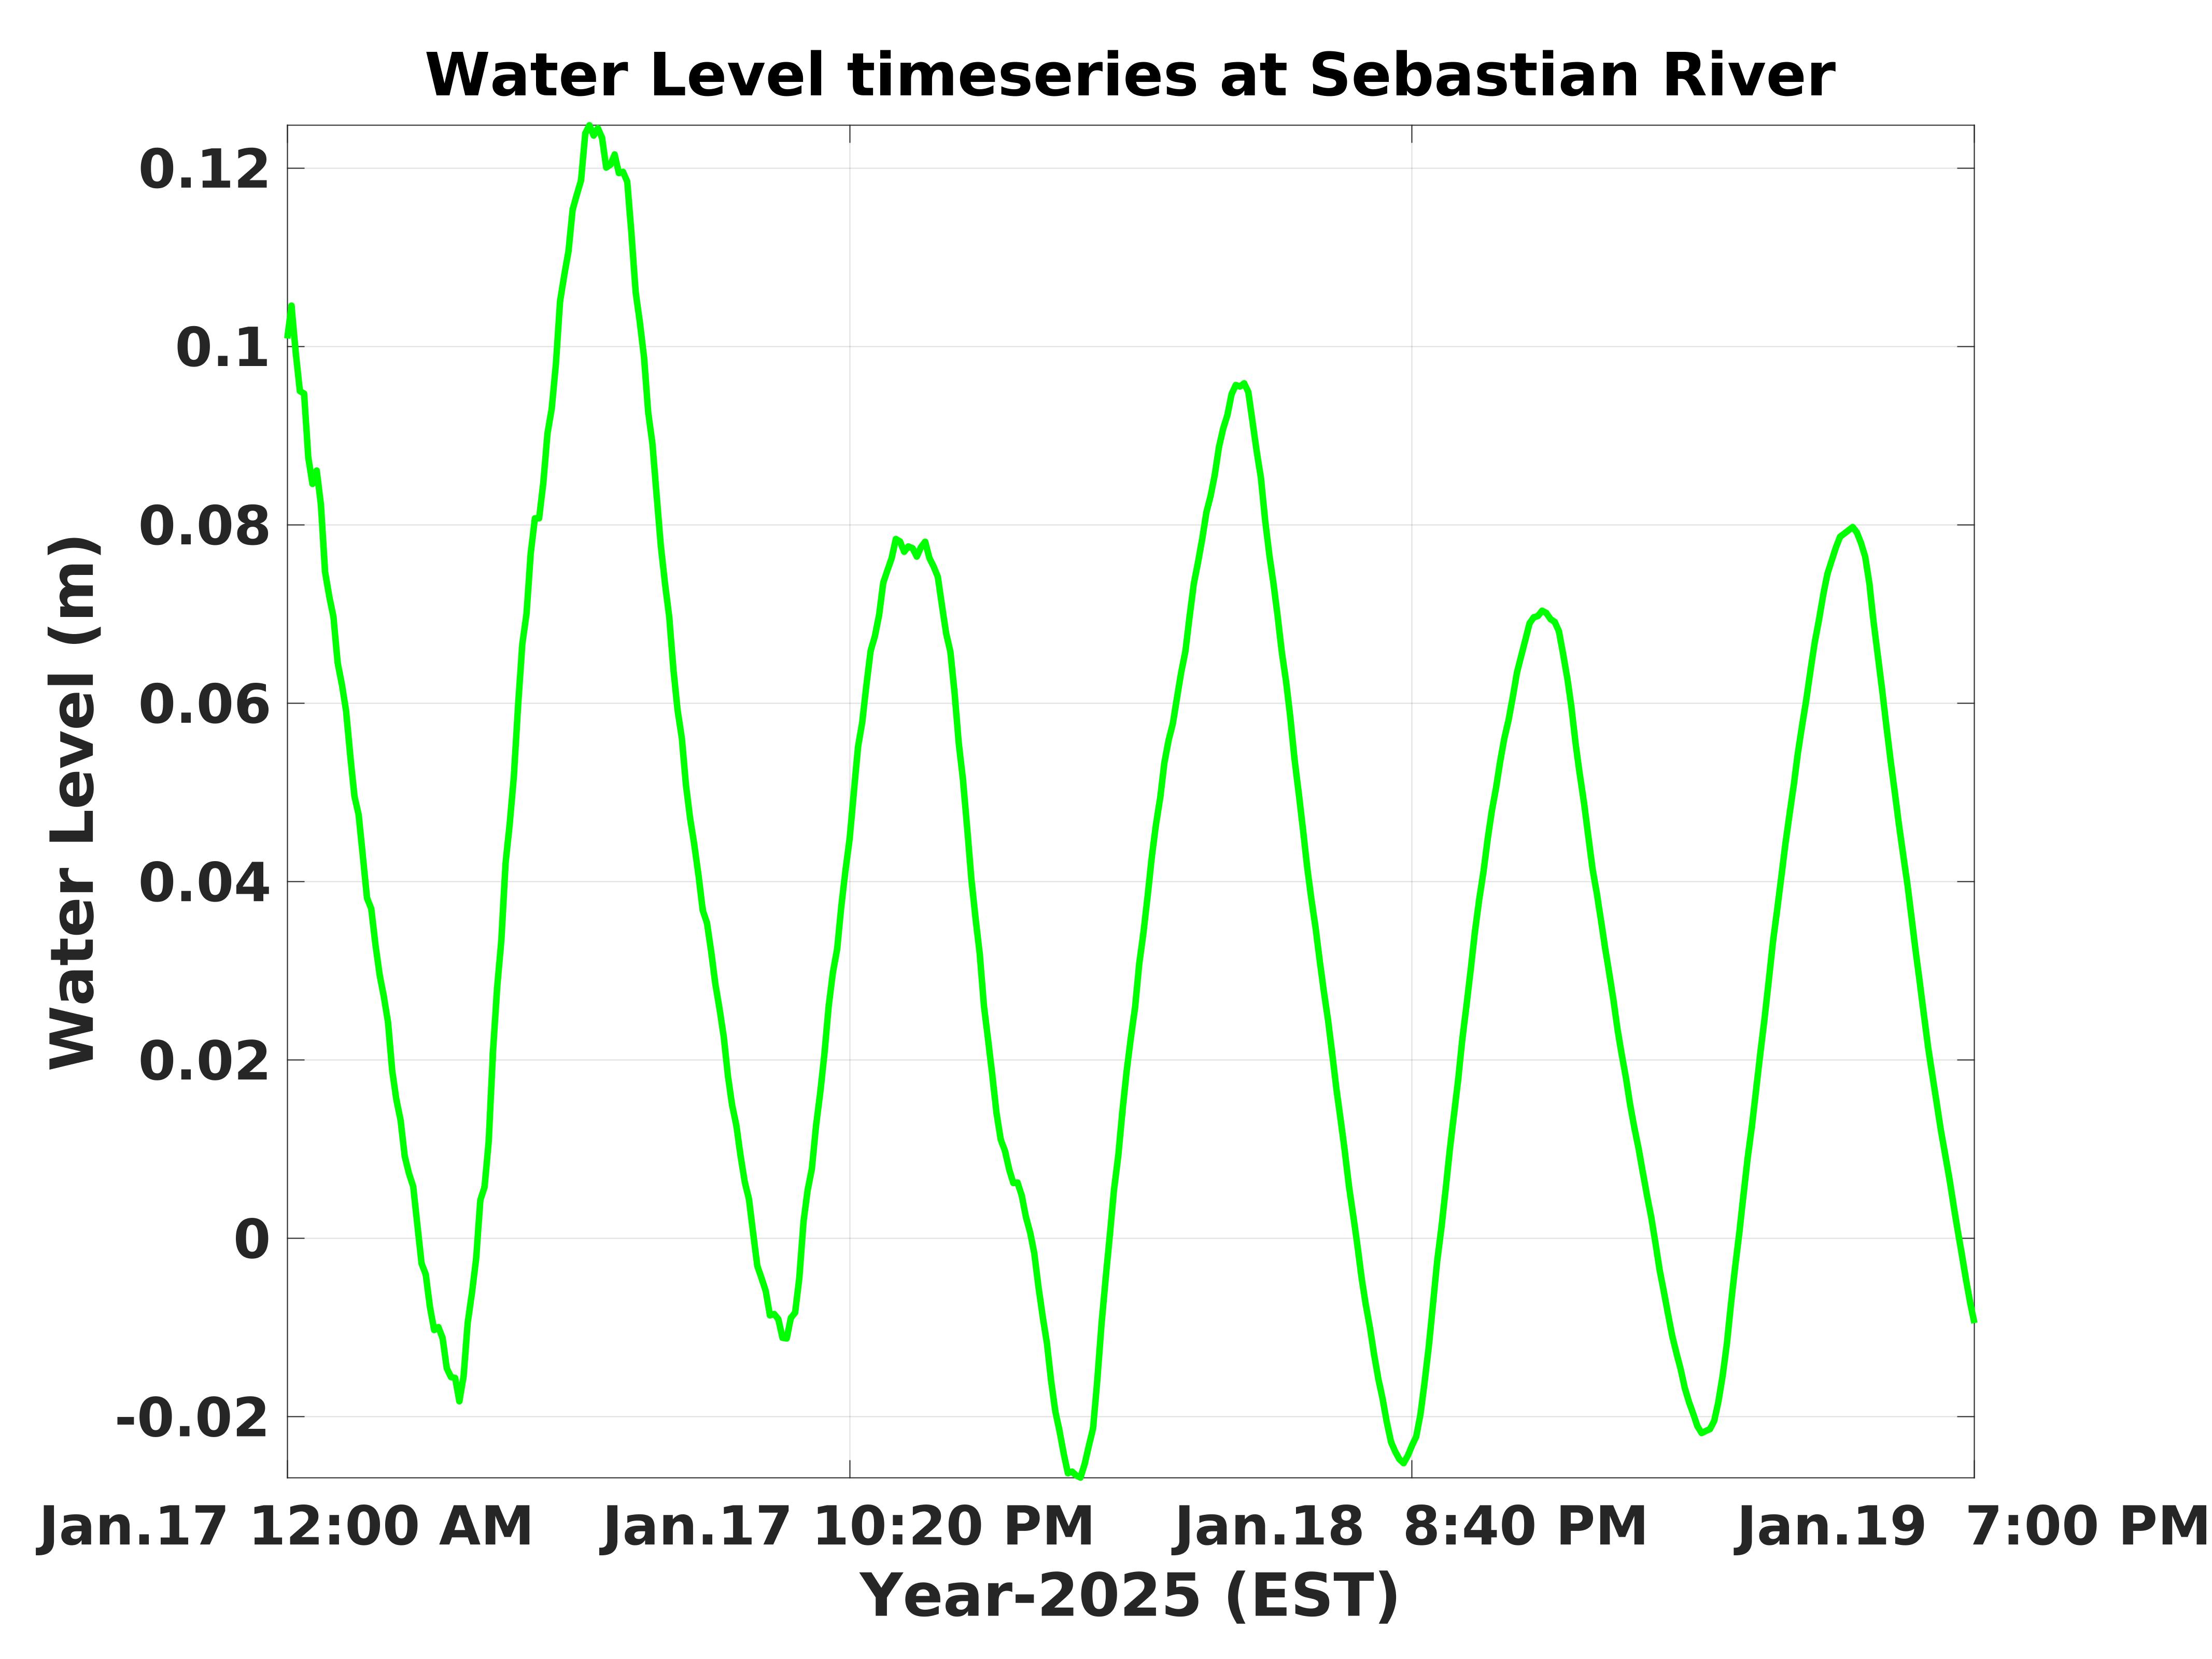 Water Level timeseries at Sebastian River
Water Level (m)
0.12
0.1
0.08
0.06
0.04
0.02
0
-0.02
Jan.17 12:00 AM
Jan.17 10:20 PM
Jan.18 8:40 PM
Jan.19 7:00 PM
Year-2025 (EST)